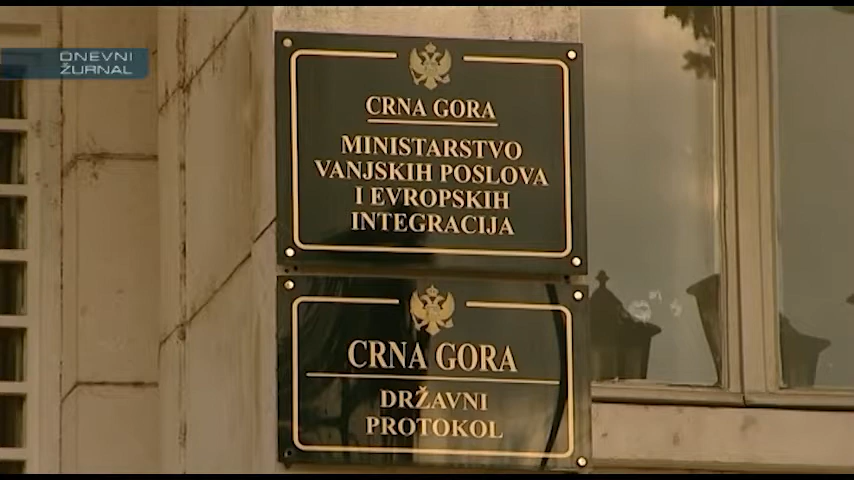 DNEVNI
ŽURNAL
CRNA GORA
MINISTARSTVO
VANJSKIH POSLOVA
I EVROPSKIH
INTEGRACIJA
CRNA GORA
DRŽAVNI
PROTOKOL